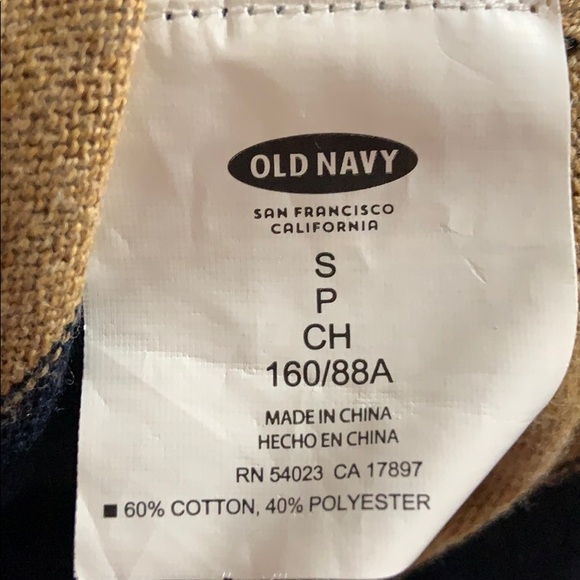 OLD NAVY
SAN FRANCISCO
CALIFORNIA
S
P
CH
160/88A
MADE IN CHINA
HECHO EN CHINA
RN 54023 CA 17897
■ 60% COTTON, 40% POLYESTER